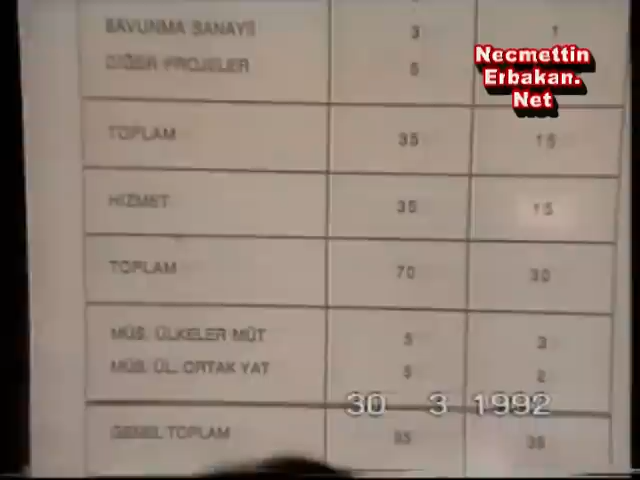 SAVUNMA SANAYİİ 3 1
DİĞER PROJELER 5
Necmettin
Erbakan.
Net
TOPLAM 35 15
HİZMET 35 15
TOPLAM 70 30
MÜS. ÜLKELER MÜT 5 3
MÜS. ÜL. ORTAK YAT 5 2
30 3 1992
GENEL TOPLAM 35